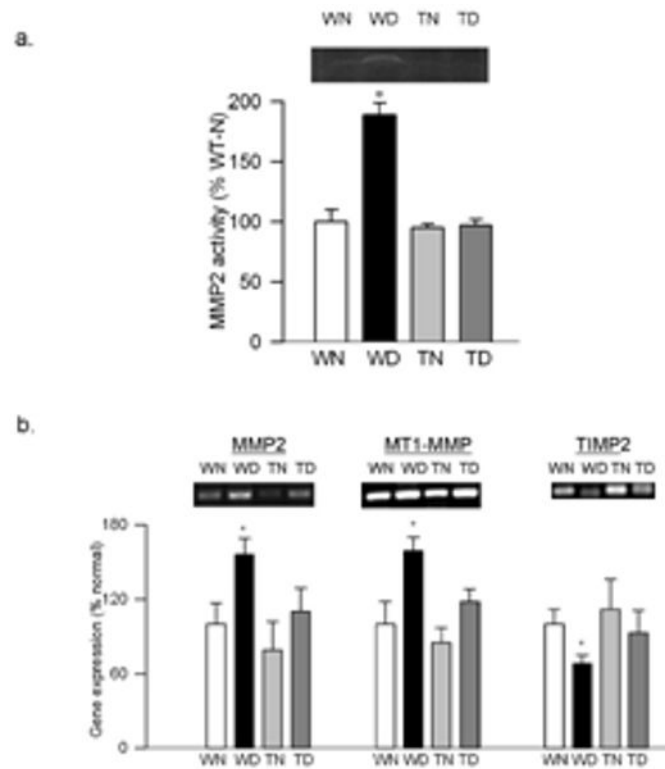 a.
WN WD TN TD
200
150
100
50
0
MMP2 activity (% WT-N)
*
WN WD TN TD
b.
MMP2 MT1-MMP TIMP2
WN WD TN TD WN WD TN TD WN WD TN TD
180
120
60
0
Gene expression (% normal)
* * *
WN WD TN TD WN WD TN TD WN WD TN TD